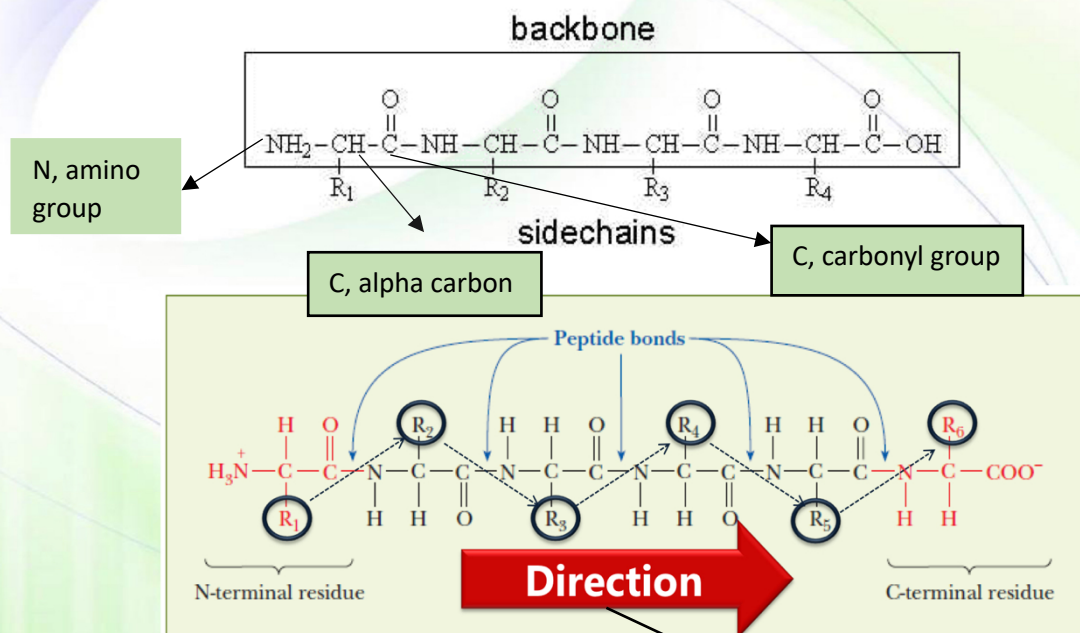 backbone
O O O O
|| || || ||
NH₂–CH–C–NH–CH–C–NH–CH–C–NH–CH–C–OH
R₁ R₂ R₃ R₄
sidechains
N, amino
group
C, alpha carbon
C, carbonyl group
Peptide bonds
H O R₂ H H O R₄ H H O R₆
H₃N⁺—C—C—N—C—C—N—C—C—N—C—C—N—C—C—N—C—COO⁻
R₁ H H O R₃ H H O R₅ H H
N-terminal residue
Direction
C-terminal residue